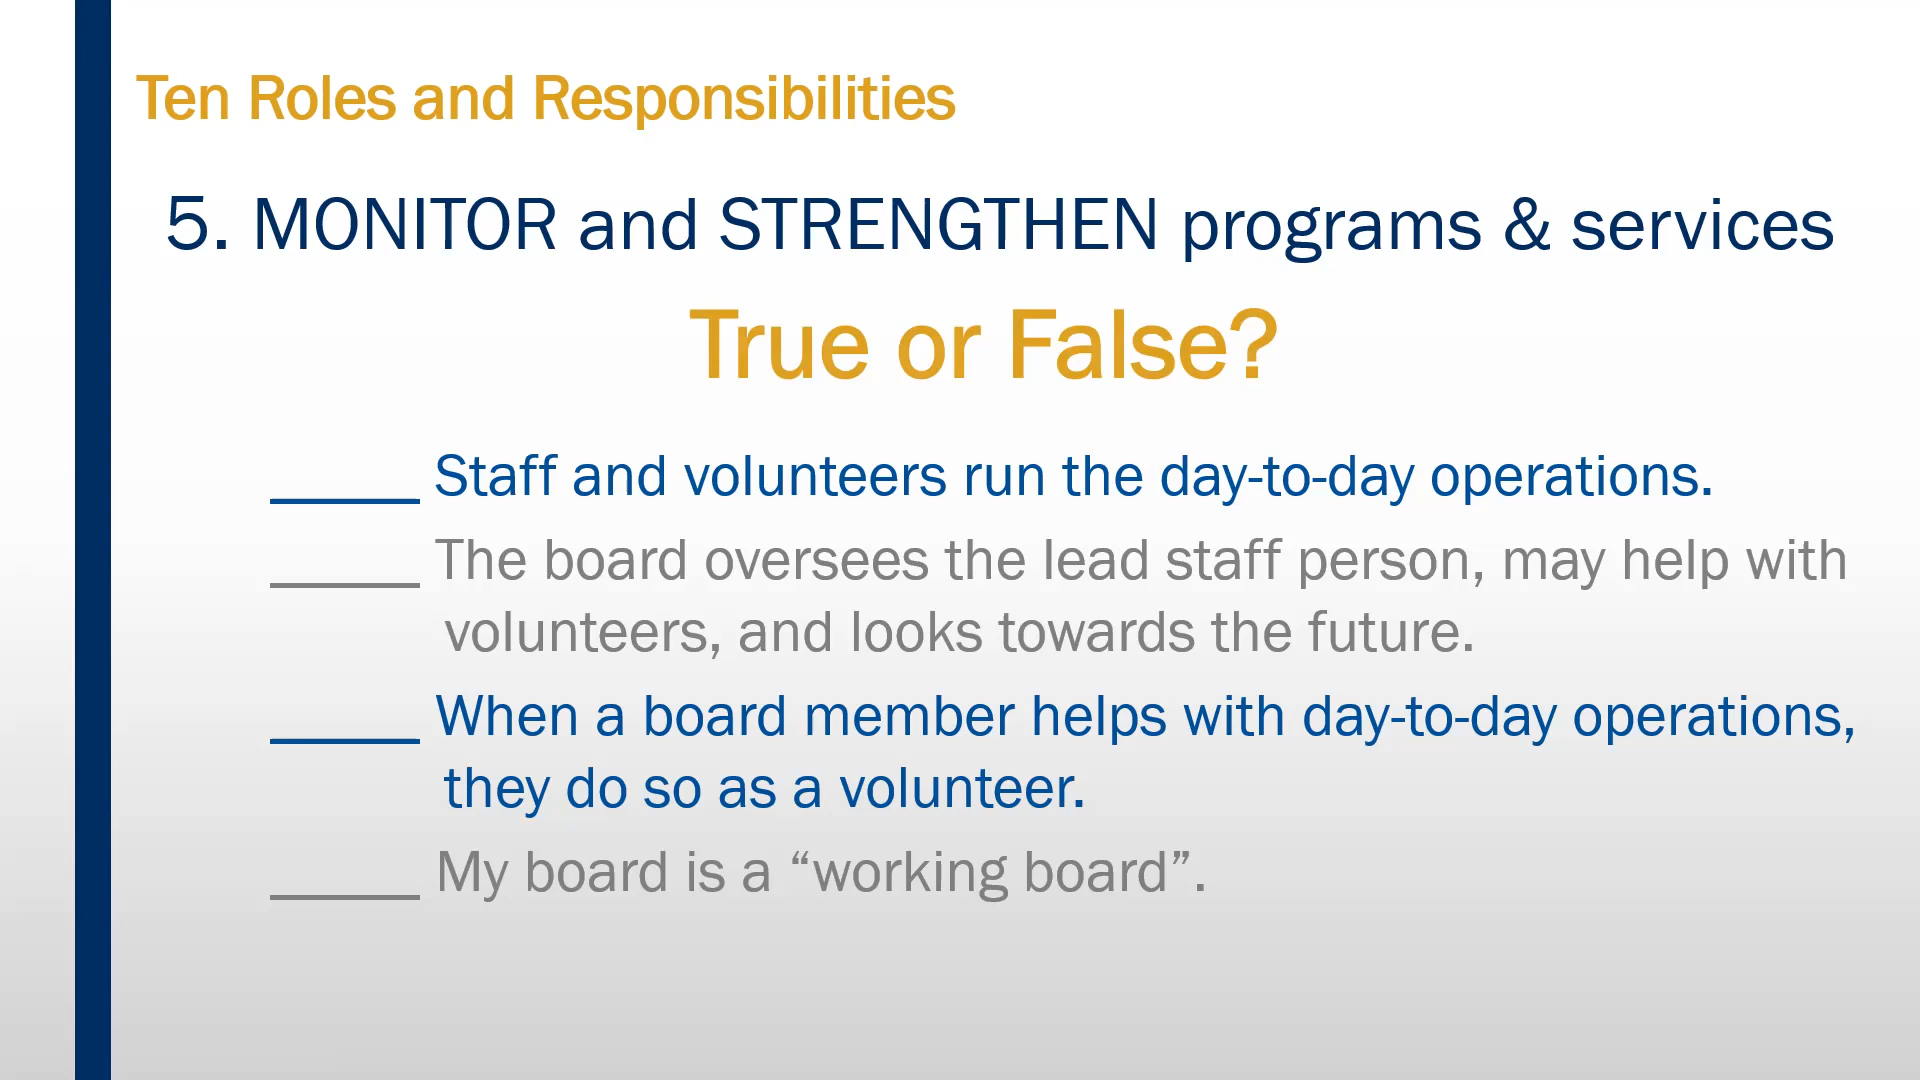 Ten Roles and Responsibilities
5. MONITOR and STRENGTHEN programs & services
True or False?
_____ Staff and volunteers run the day-to-day operations.
_____ The board oversees the lead staff person, may help with
volunteers, and looks towards the future.
_____ When a board member helps with day-to-day operations,
they do so as a volunteer.
_____ My board is a “working board”.